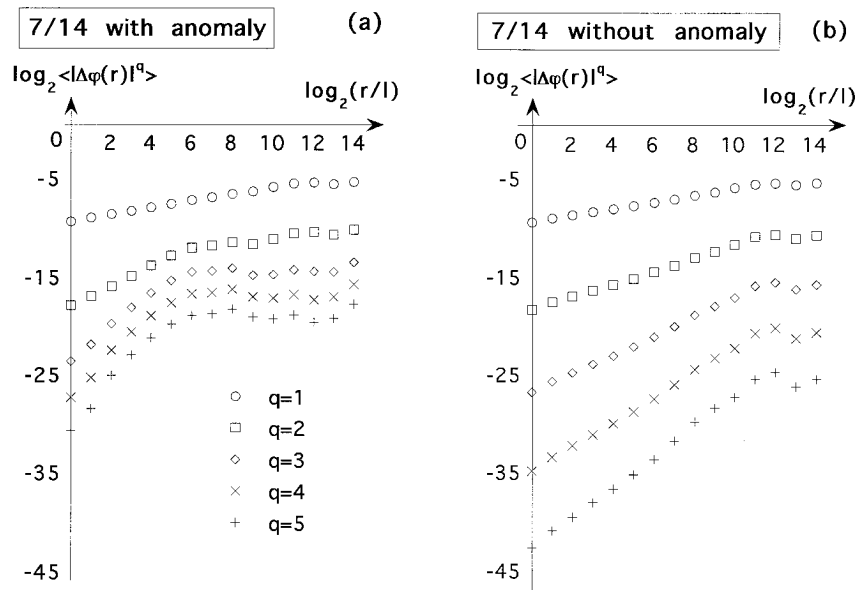 7/14 with anomaly
(a)
log2<|Δφ(r)|^q>
log2(r/l)
0 2 4 6 8 10 12 14
-5
-15
-25
-35
-45
q=1
q=2
q=3
q=4
q=5
7/14 without anomaly
(b)
log2<|Δφ(r)|^q>
log2(r/l)
0 2 4 6 8 10 12 14
-5
-15
-25
-35
-45